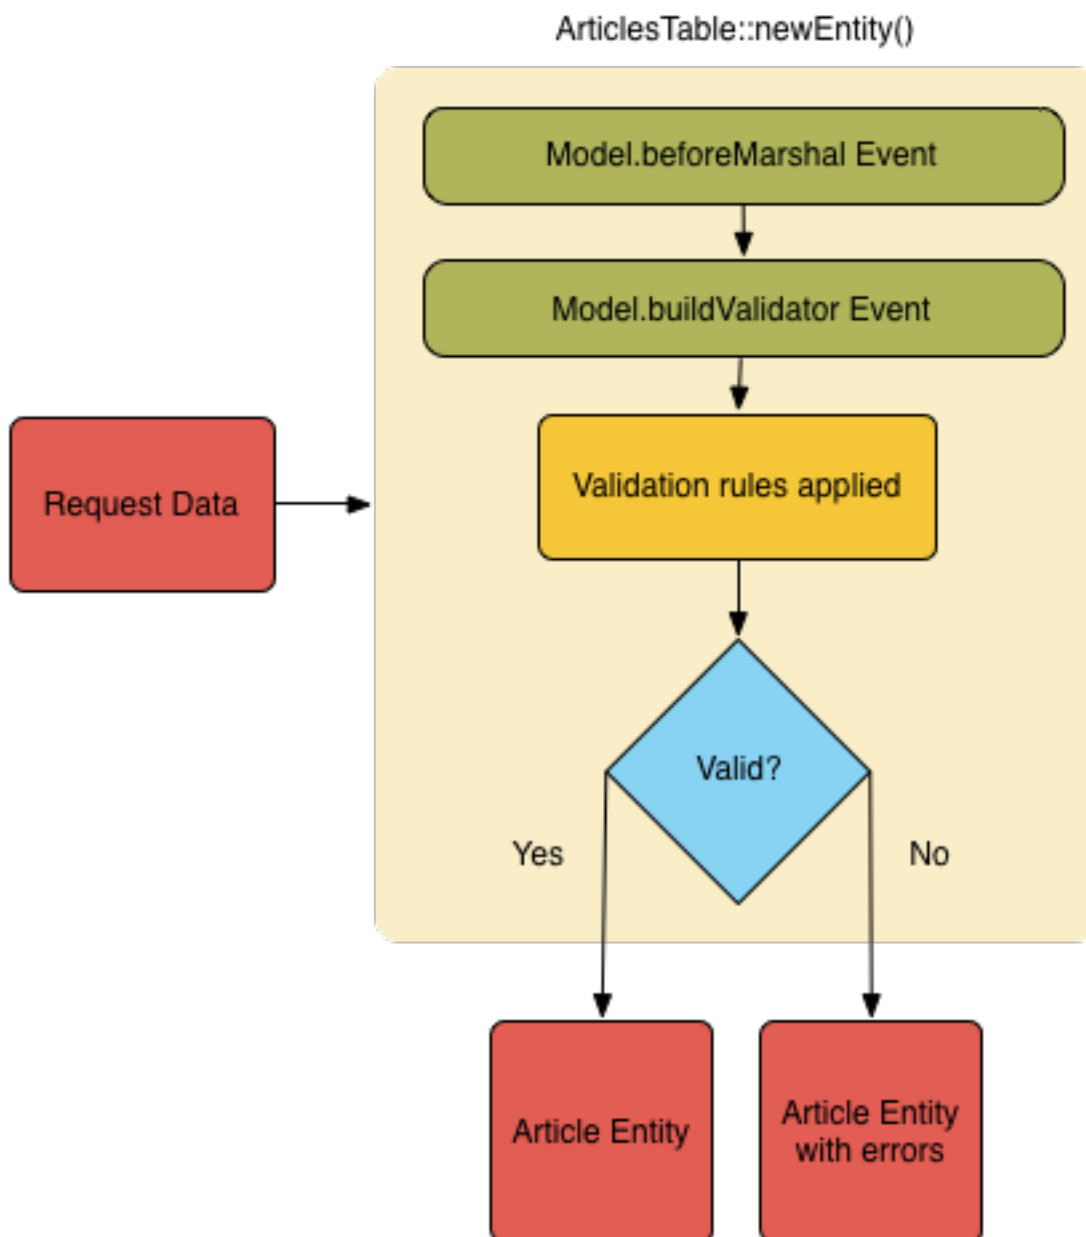 ArticlesTable::newEntity()
Model.beforeMarshal Event
Model.buildValidator Event
Request Data
Validation rules applied
Valid?
Yes
No
Article Entity
Article Entity
with errors